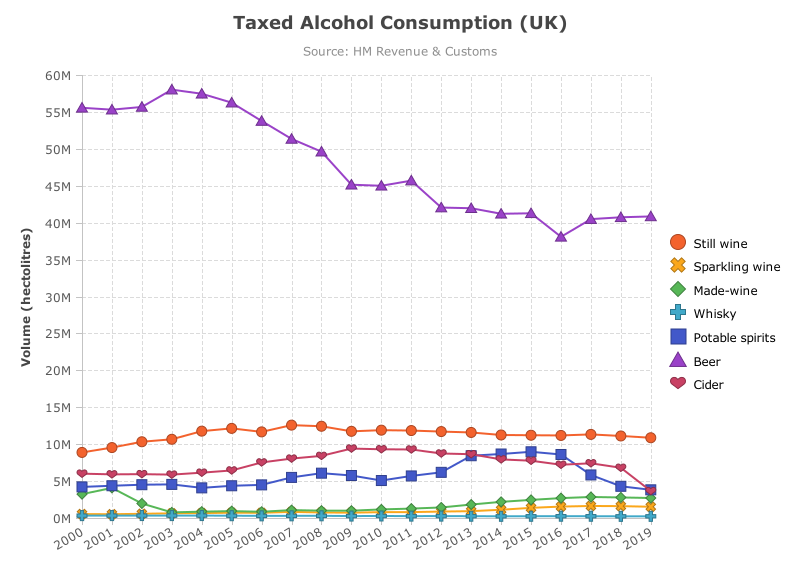 Taxed Alcohol Consumption (UK)
Source: HM Revenue & Customs
60M
55M
50M
45M
40M
35M
30M
25M
20M
15M
10M
5M
0M
Volume (hectolitres)
2000
2001
2002
2003
2004
2005
2006
2007
2008
2009
2010
2011
2012
2013
2014
2015
2016
2017
2018
2019
Still wine
Sparkling wine
Made-wine
Whisky
Potable spirits
Beer
Cider